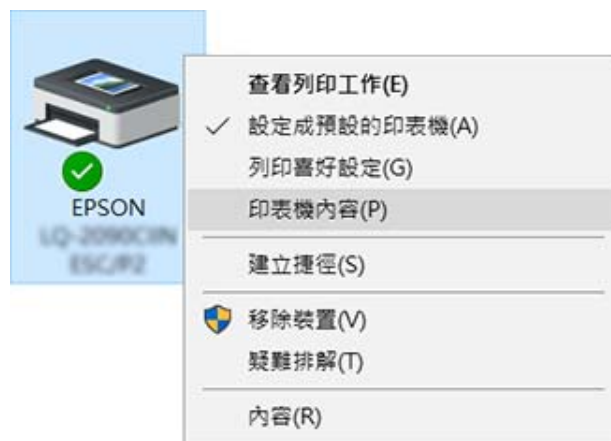 EPSON
查看列印工作(E)
設定成預設的印表機(A)
列印喜好設定(G)
印表機內容(P)
建立捷徑(S)
移除裝置(V)
疑難排解(T)
內容(R)